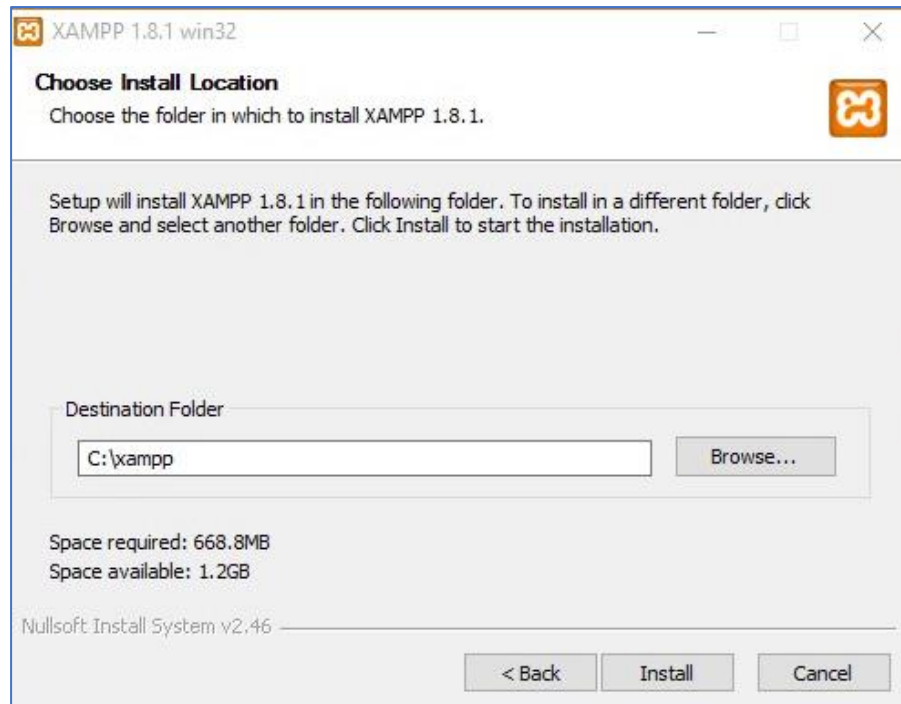 XAMPP 1.8.1 win32
Choose Install Location
Choose the folder in which to install XAMPP 1.8.1.
Setup will install XAMPP 1.8.1 in the following folder. To install in a different folder, click
Browse and select another folder. Click Install to start the installation.
Destination Folder
C:\xampp
Browse...
Space required: 668.8MB
Space available: 1.2GB
Nullsoft Install System v2.46
< Back
Install
Cancel